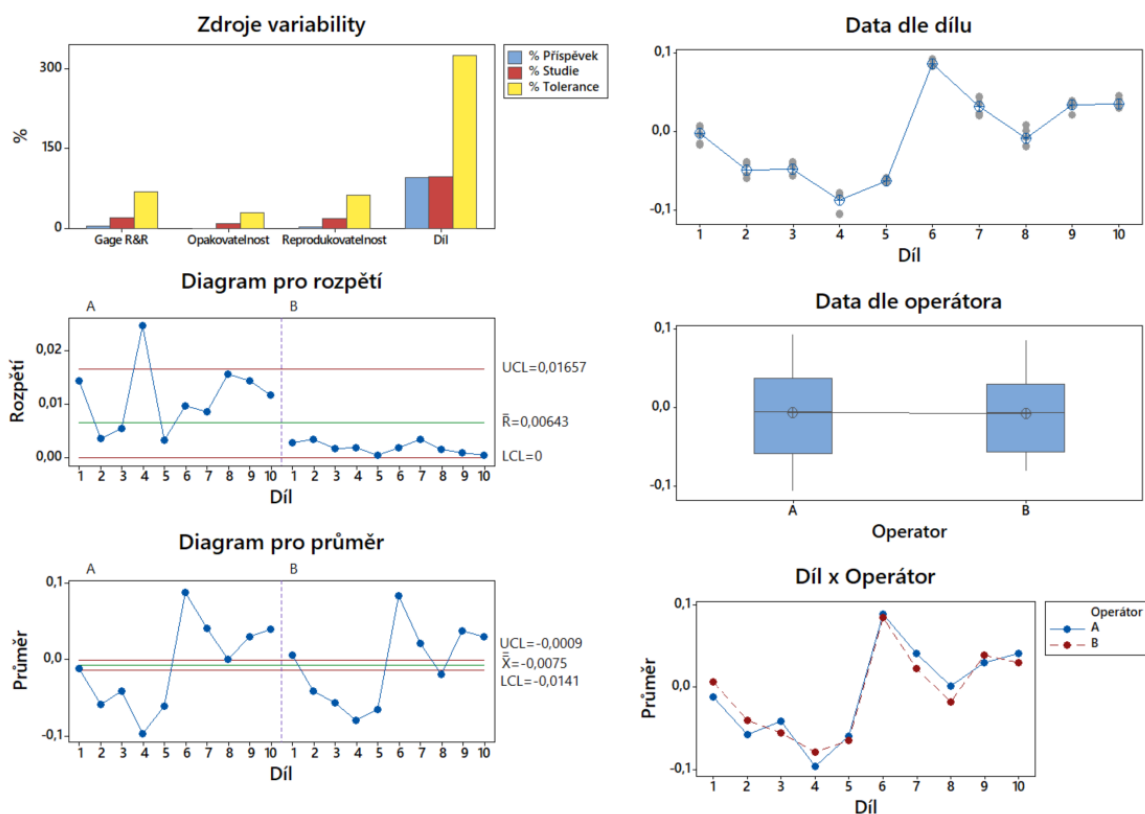 Zdroje variability
% Příspěvek
% Studie
% Tolerance
300
150
0
%
Gage R&R Opakovatelnost Reprodukovatelnost Díl
Data dle dílu
0,1
0,0
-0,1
1 2 3 4 5 6 7 8 9 10
Díl
Diagram pro rozpětí
A B
0,02
0,01
0,00
Rozpětí
UCL=0,01657
R̄=0,00643
LCL=0
1 2 3 4 5 6 7 8 9 10 1 2 3 4 5 6 7 8 9 10
Díl
Data dle operátora
0,1
0,0
-0,1
A B
Operator
Diagram pro průměr
A B
0,1
0,0
-0,1
Průměr
UCL=-0,0009
X̿=-0,0075
LCL=-0,0141
1 2 3 4 5 6 7 8 9 10 1 2 3 4 5 6 7 8 9 10
Díl
Díl x Operátor
Operátor
A
B
0,1
0,0
-0,1
Průměr
1 2 3 4 5 6 7 8 9 10
Díl